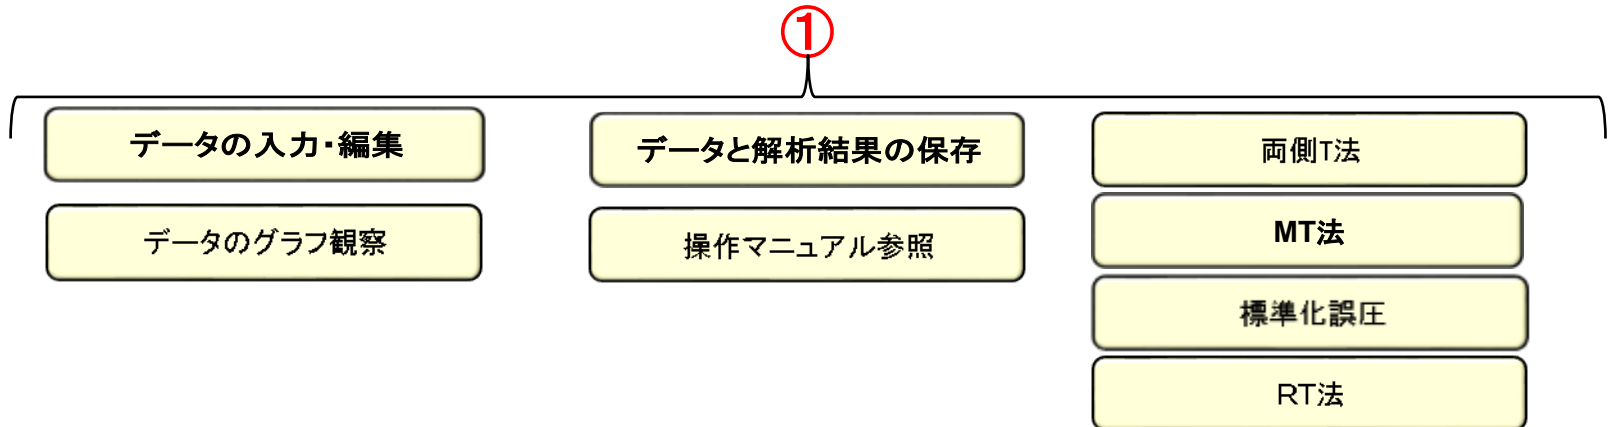 ①
データの入力・編集
データと解析結果の保存
両側T法
データのグラフ観察
操作マニュアル参照
MT法
標準化誤圧
RT法